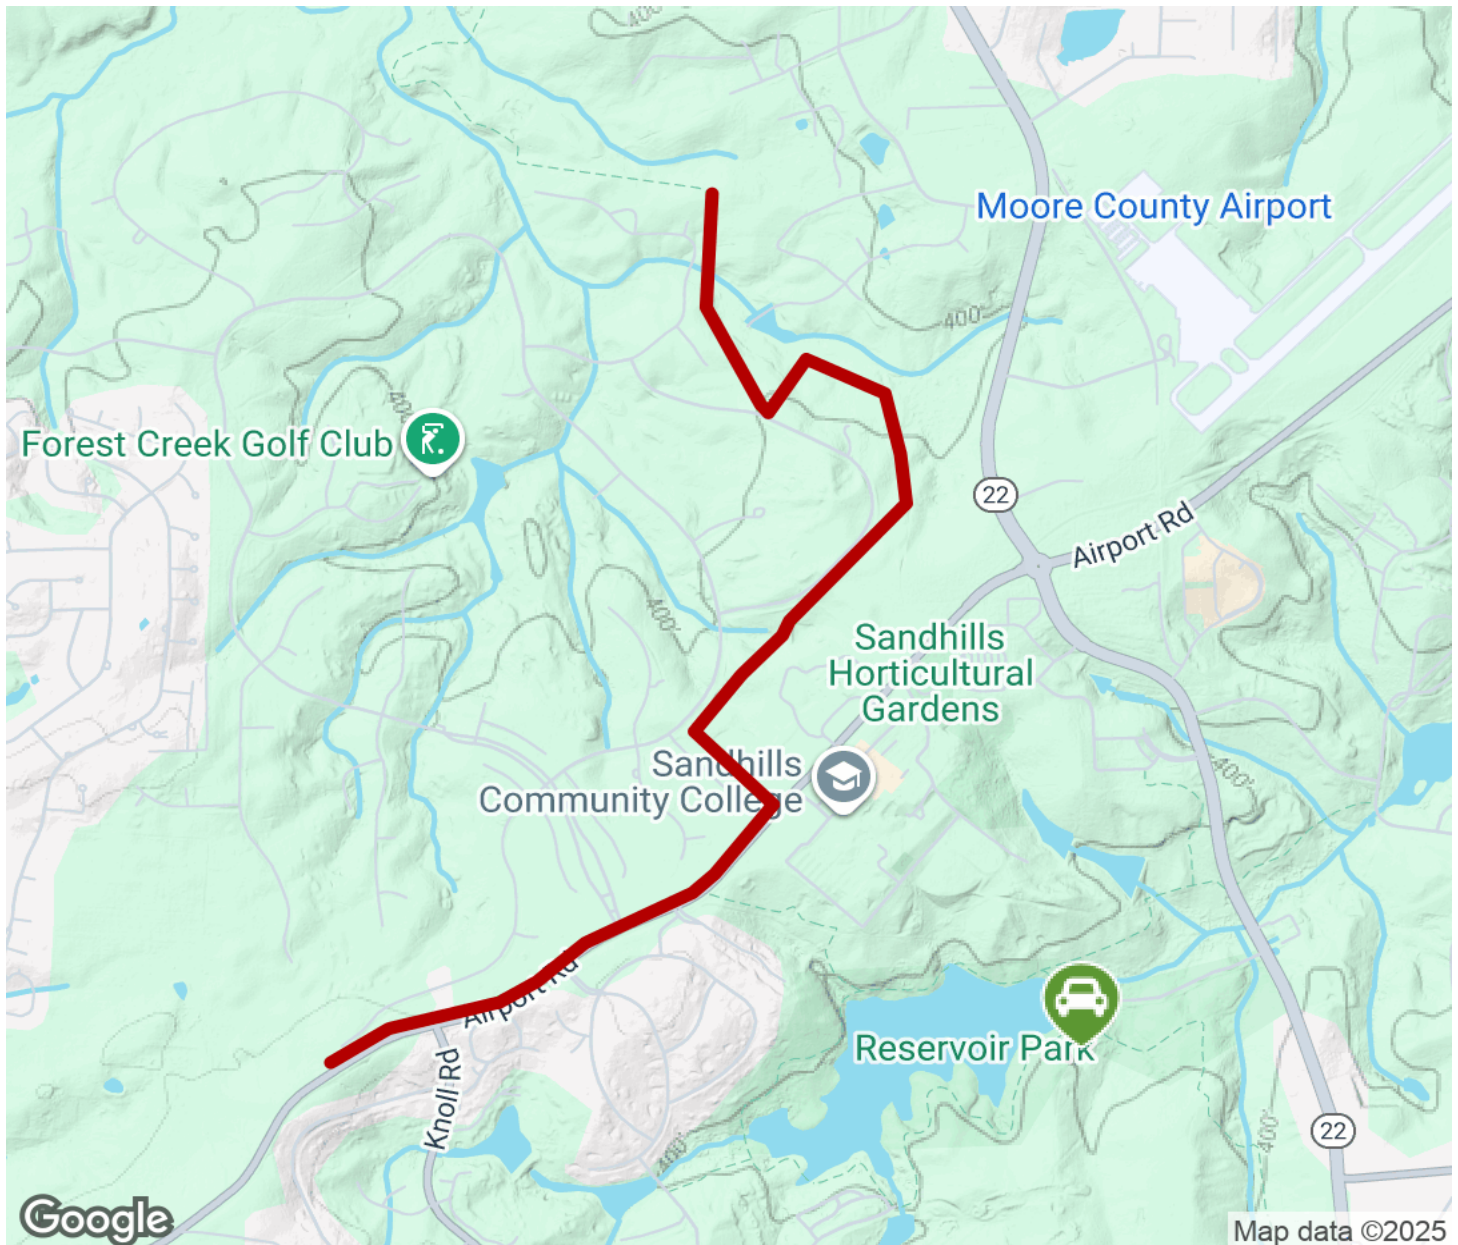 400'
Moore County Airport
400'
400'
Forest Creek Golf Club
22
Airport Rd
400'
Sandhills
Horticultural
Gardens
Sandhills
Community College
400'
Airport Rd
Reservoir Park
Knoll Rd
22
400'
400'
Google
Map data ©2025